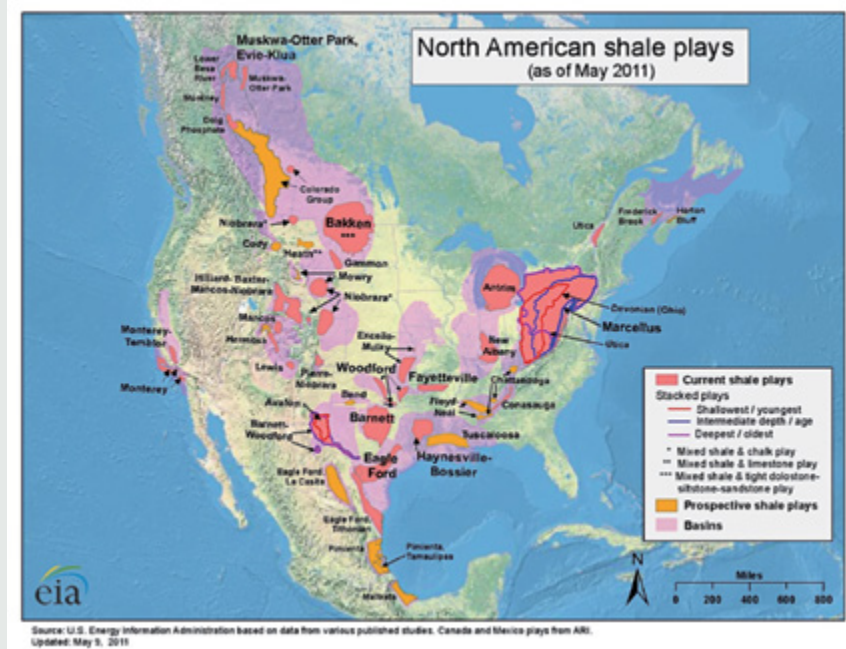 North American shale plays
(as of May 2011)
Muskwa-Otter Park,
Evie-Klua
Lower
Besa
River
Muskwa-
Otter Park
Montney
Doig
Phosphate
Colorado
Group
Niobrara*
Bakken
***
Cody
Heath**
Gammon
Mowry
Hilliard-Baxter-
Mancos-Niobrara
Niobrara*
Antrim
Utica
Frederick
Brook
Horton
Bluff
Devonian (Ohio)
Marcellus
Utica
Mancos
Hermosa
Monterey-
Temblor
Monterey
Lewis
Pierre-
Niobrara
Excello-
Mulky
New
Albany
Woodford
Fayetteville
Chattanooga
Bend
Floyd-
Neal
Conasauga
Avalon
Barnett
Tuscaloosa
Barnett-
Woodford
Eagle
Ford
Haynesville-
Bossier
Eagle Ford,
La Casita
Eagle Ford,
Tithonian
Pimienta
Pimienta,
Tamaulipas
Maltrata
Current shale plays
Stacked plays
Shallowest / youngest
Intermediate depth / age
Deepest / oldest
* Mixed shale & chalk play
** Mixed shale & limestone play
*** Mixed shale & tight dolostone-
siltstone-sandstone play
Prospective shale plays
Basins
N
Miles
0 200 400 600 800
eia
Source: U.S. Energy Information Administration based on data from various published studies. Canada and Mexico plays from ARI.
Updated: May 9, 2011